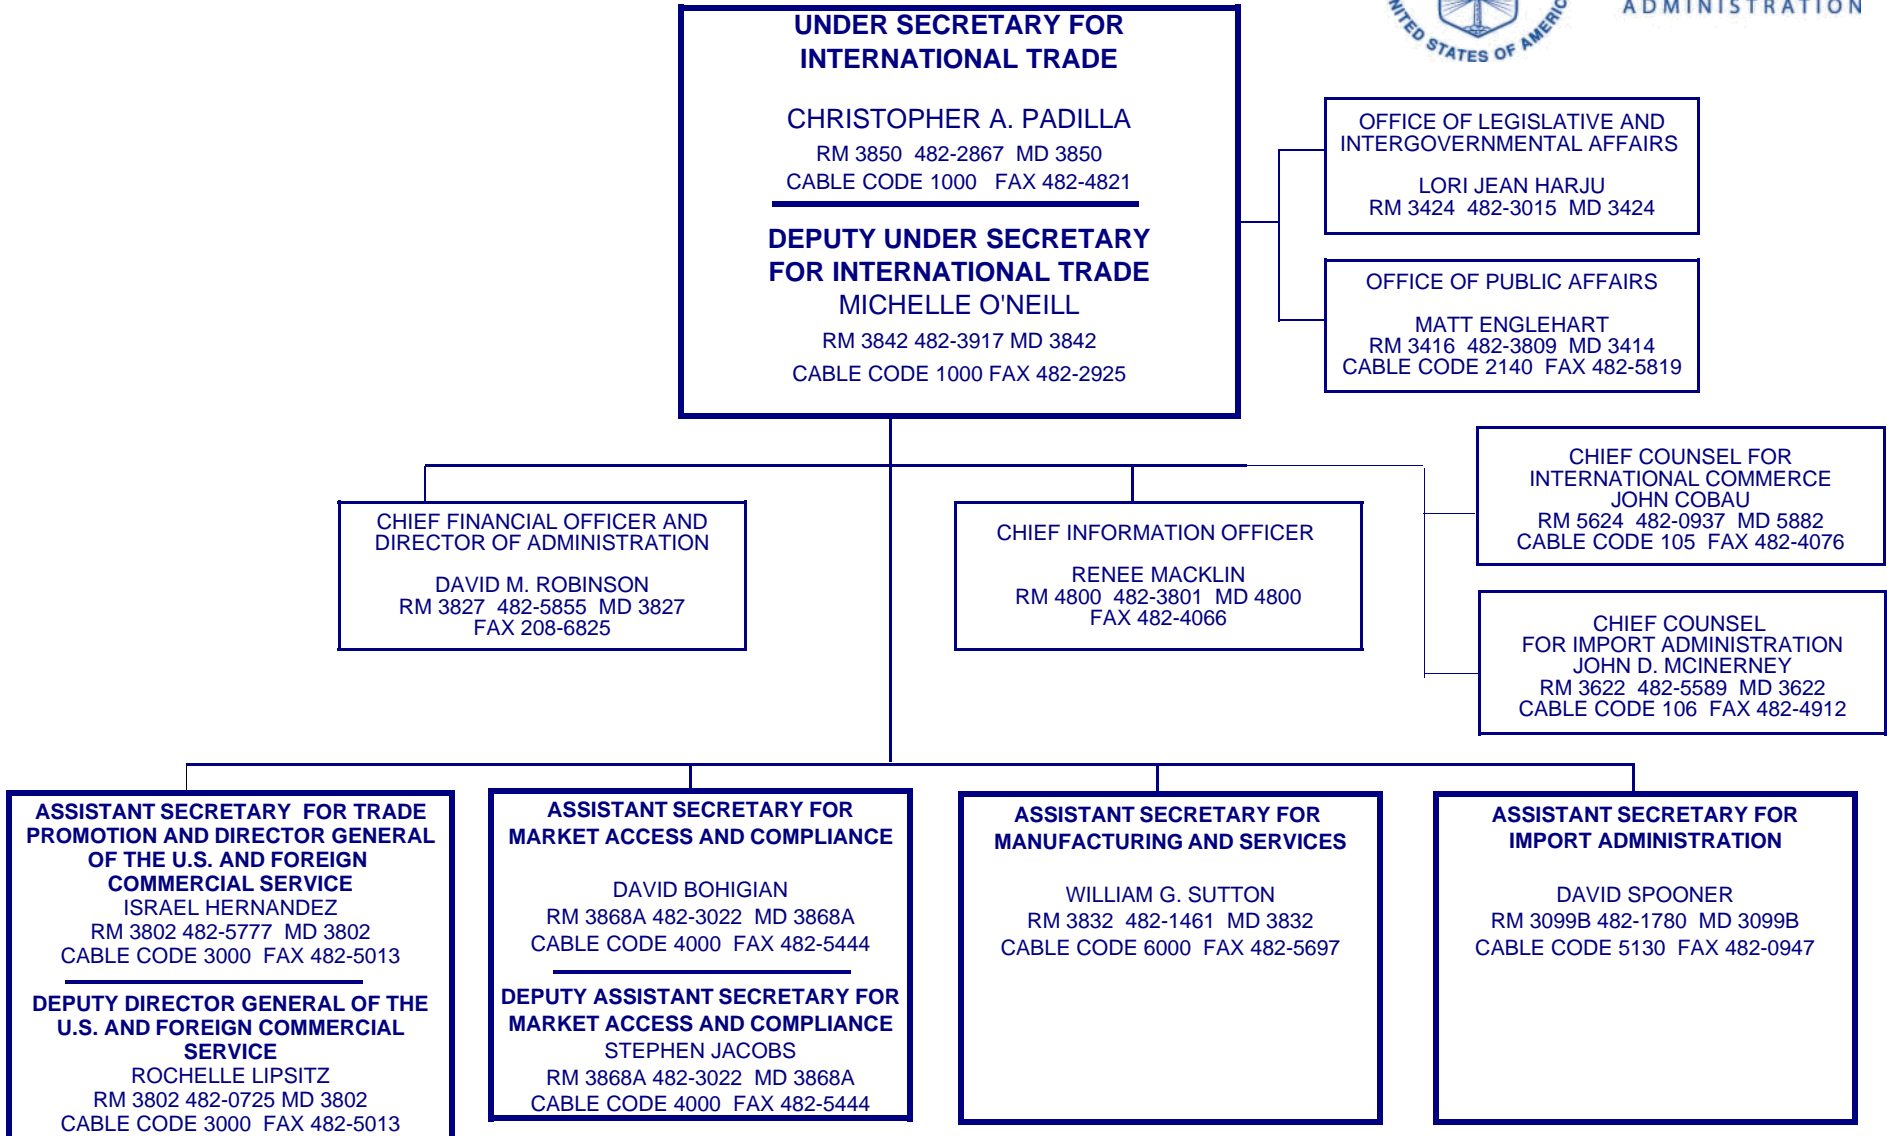 ADMINISTRATION
UNITED STATES OF AMERICA
UNDER SECRETARY FOR
INTERNATIONAL TRADE
CHRISTOPHER A. PADILLA
RM 3850 482-2867 MD 3850
CABLE CODE 1000 FAX 482-4821
DEPUTY UNDER SECRETARY
FOR INTERNATIONAL TRADE
MICHELLE O'NEILL
RM 3842 482-3917 MD 3842
CABLE CODE 1000 FAX 482-2925
OFFICE OF LEGISLATIVE AND
INTERGOVERNMENTAL AFFAIRS
LORI JEAN HARJU
RM 3424 482-3015 MD 3424
OFFICE OF PUBLIC AFFAIRS
MATT ENGLEHART
RM 3416 482-3809 MD 3414
CABLE CODE 2140 FAX 482-5819
CHIEF FINANCIAL OFFICER AND
DIRECTOR OF ADMINISTRATION
DAVID M. ROBINSON
RM 3827 482-5855 MD 3827
FAX 208-6825
CHIEF INFORMATION OFFICER
RENEE MACKLIN
RM 4800 482-3801 MD 4800
FAX 482-4066
CHIEF COUNSEL FOR
INTERNATIONAL COMMERCE
JOHN COBAU
RM 5624 482-0937 MD 5882
CABLE CODE 105 FAX 482-4076
CHIEF COUNSEL
FOR IMPORT ADMINISTRATION
JOHN D. MCINERNEY
RM 3622 482-5589 MD 3622
CABLE CODE 106 FAX 482-4912
ASSISTANT SECRETARY FOR TRADE
PROMOTION AND DIRECTOR GENERAL
OF THE U.S. AND FOREIGN
COMMERCIAL SERVICE
ISRAEL HERNANDEZ
RM 3802 482-5777 MD 3802
CABLE CODE 3000 FAX 482-5013
DEPUTY DIRECTOR GENERAL OF THE
U.S. AND FOREIGN COMMERCIAL
SERVICE
ROCHELLE LIPSITZ
RM 3802 482-0725 MD 3802
CABLE CODE 3000 FAX 482-5013
ASSISTANT SECRETARY FOR
MARKET ACCESS AND COMPLIANCE
DAVID BOHIGIAN
RM 3868A 482-3022 MD 3868A
CABLE CODE 4000 FAX 482-5444
DEPUTY ASSISTANT SECRETARY FOR
MARKET ACCESS AND COMPLIANCE
STEPHEN JACOBS
RM 3868A 482-3022 MD 3868A
CABLE CODE 4000 FAX 482-5444
ASSISTANT SECRETARY FOR
MANUFACTURING AND SERVICES
WILLIAM G. SUTTON
RM 3832 482-1461 MD 3832
CABLE CODE 6000 FAX 482-5697
ASSISTANT SECRETARY FOR
IMPORT ADMINISTRATION
DAVID SPOONER
RM 3099B 482-1780 MD 3099B
CABLE CODE 5130 FAX 482-0947